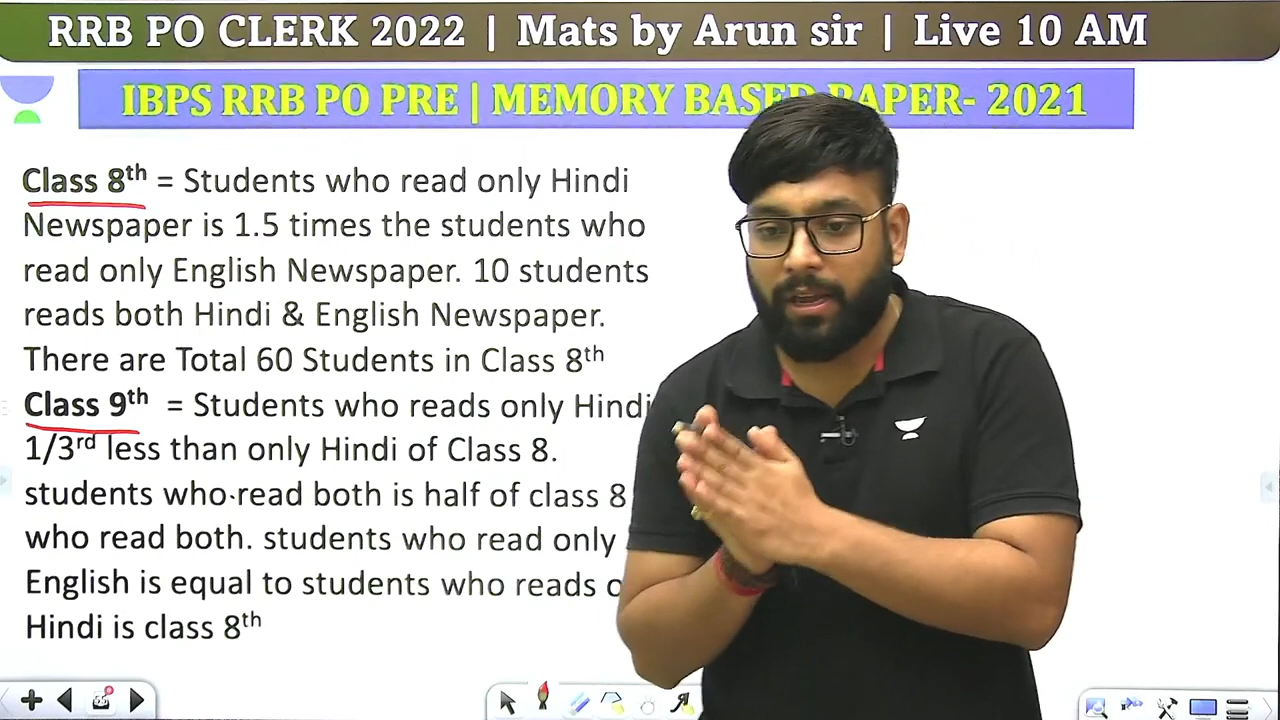 RRB PO CLERK 2022 | Mats by Arun sir | Live 10 AM
IBPS RRB PO PRE | MEMORY BASED PAPER- 2021
Class 8th = Students who read only Hindi
Newspaper is 1.5 times the students who
read only English Newspaper. 10 students
reads both Hindi & English Newspaper.
There are Total 60 Students in Class 8th
Class 9th = Students who reads only Hindi
1/3rd less than only Hindi of Class 8.
students who read both is half of class 8
who read both. students who read only
English is equal to students who reads
Hindi is class 8th